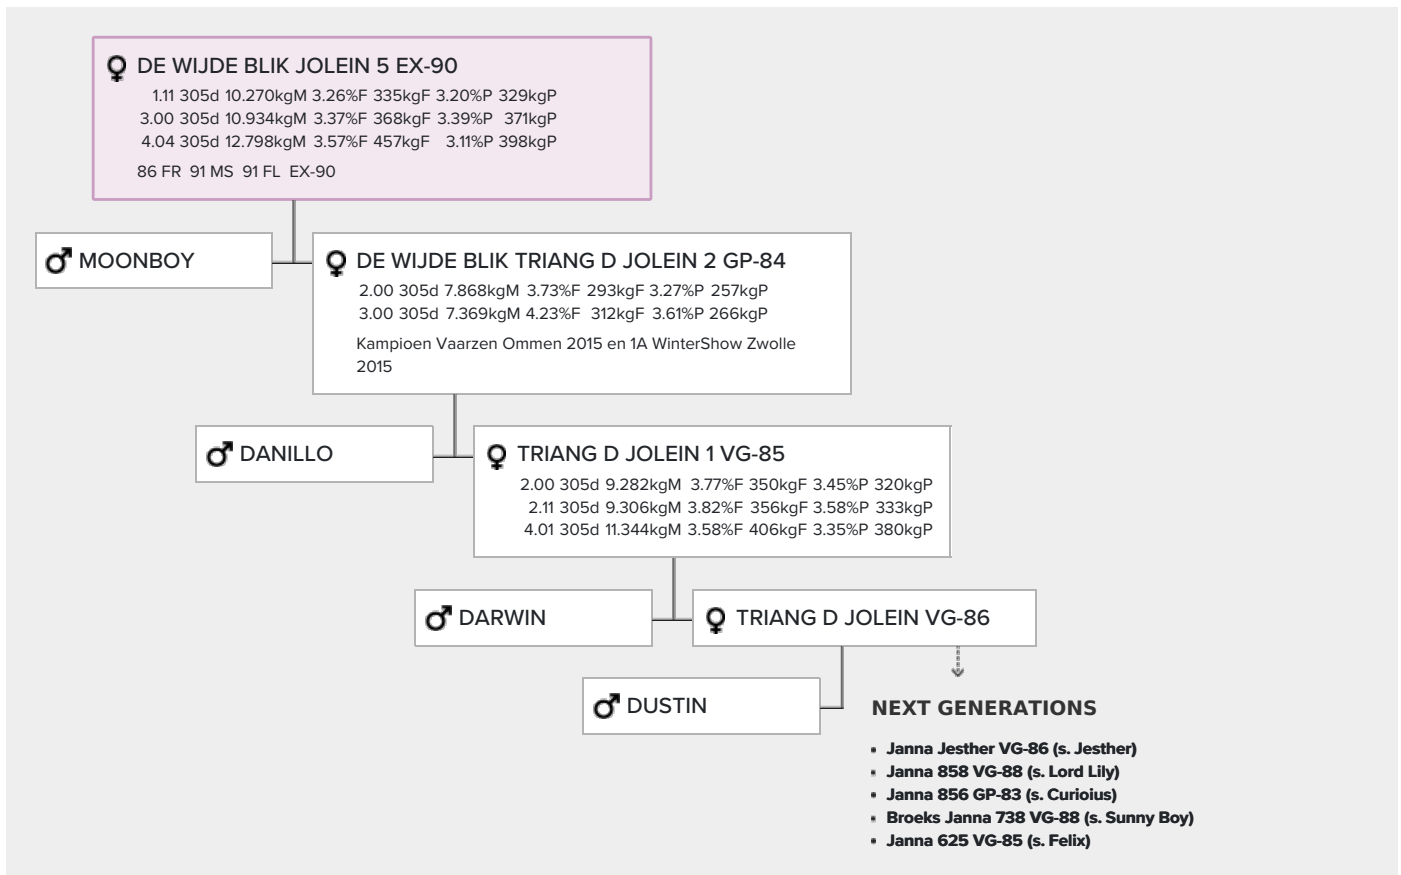 DE WIJDE BLIK JOLEIN 5 EX-90
1.11 305d 10.270kgM 3.26%F 335kgF 3.20%P 329kgP
3.00 305d 10.934kgM 3.37%F 368kgF 3.39%P 371kgP
4.04 305d 12.798kgM 3.57%F 457kgF 3.11%P 398kgP
86 FR 91 MS 91 FL EX-90
MOONBOY
DE WIJDE BLIK TRIANG D JOLEIN 2 GP-84
2.00 305d 7.868kgM 3.73%F 293kgF 3.27%P 257kgP
3.00 305d 7.369kgM 4.23%F 312kgF 3.61%P 266kgP
Kampioen Vaarzen Ommen 2015 en 1A WinterShow Zwolle
2015
DANILLO
TRIANG D JOLEIN 1 VG-85
2.00 305d 9.282kgM 3.77%F 350kgF 3.45%P 320kgP
2.11 305d 9.306kgM 3.82%F 356kgF 3.58%P 333kgP
4.01 305d 11.344kgM 3.58%F 406kgF 3.35%P 380kgP
DARWIN
TRIANG D JOLEIN VG-86
DUSTIN
NEXT GENERATIONS
• Janna Jesther VG-86 (s. Jesther)
• Janna 858 VG-88 (s. Lord Lily)
• Janna 856 GP-83 (s. Curioius)
• Broeks Janna 738 VG-88 (s. Sunny Boy)
• Janna 625 VG-85 (s. Felix)